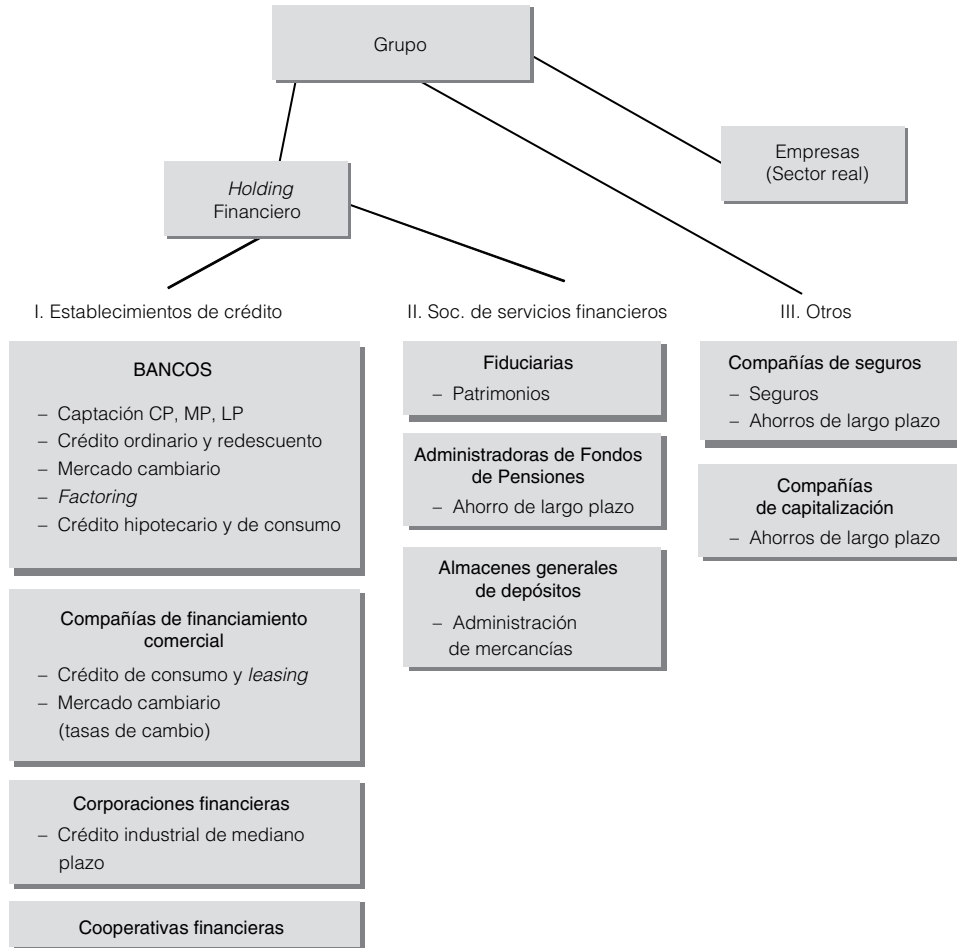 Grupo
Empresas
(Sector real)
Holding
Financiero
I. Establecimientos de crédito
BANCOS
– Captación CP, MP, LP
– Crédito ordinario y redescuento
– Mercado cambiario
– Factoring
– Crédito hipotecario y de consumo
Compañías de financiamiento
comercial
– Crédito de consumo y leasing
– Mercado cambiario
(tasas de cambio)
Corporaciones financieras
– Crédito industrial de mediano
plazo
Cooperativas financieras
II. Soc. de servicios financieros
Fiduciarias
– Patrimonios
Administradoras de Fondos
de Pensiones
– Ahorro de largo plazo
Almacenes generales
de depósitos
– Administración
de mercancías
III. Otros
Compañías de seguros
– Seguros
– Ahorros de largo plazo
Compañías
de capitalización
– Ahorros de largo plazo